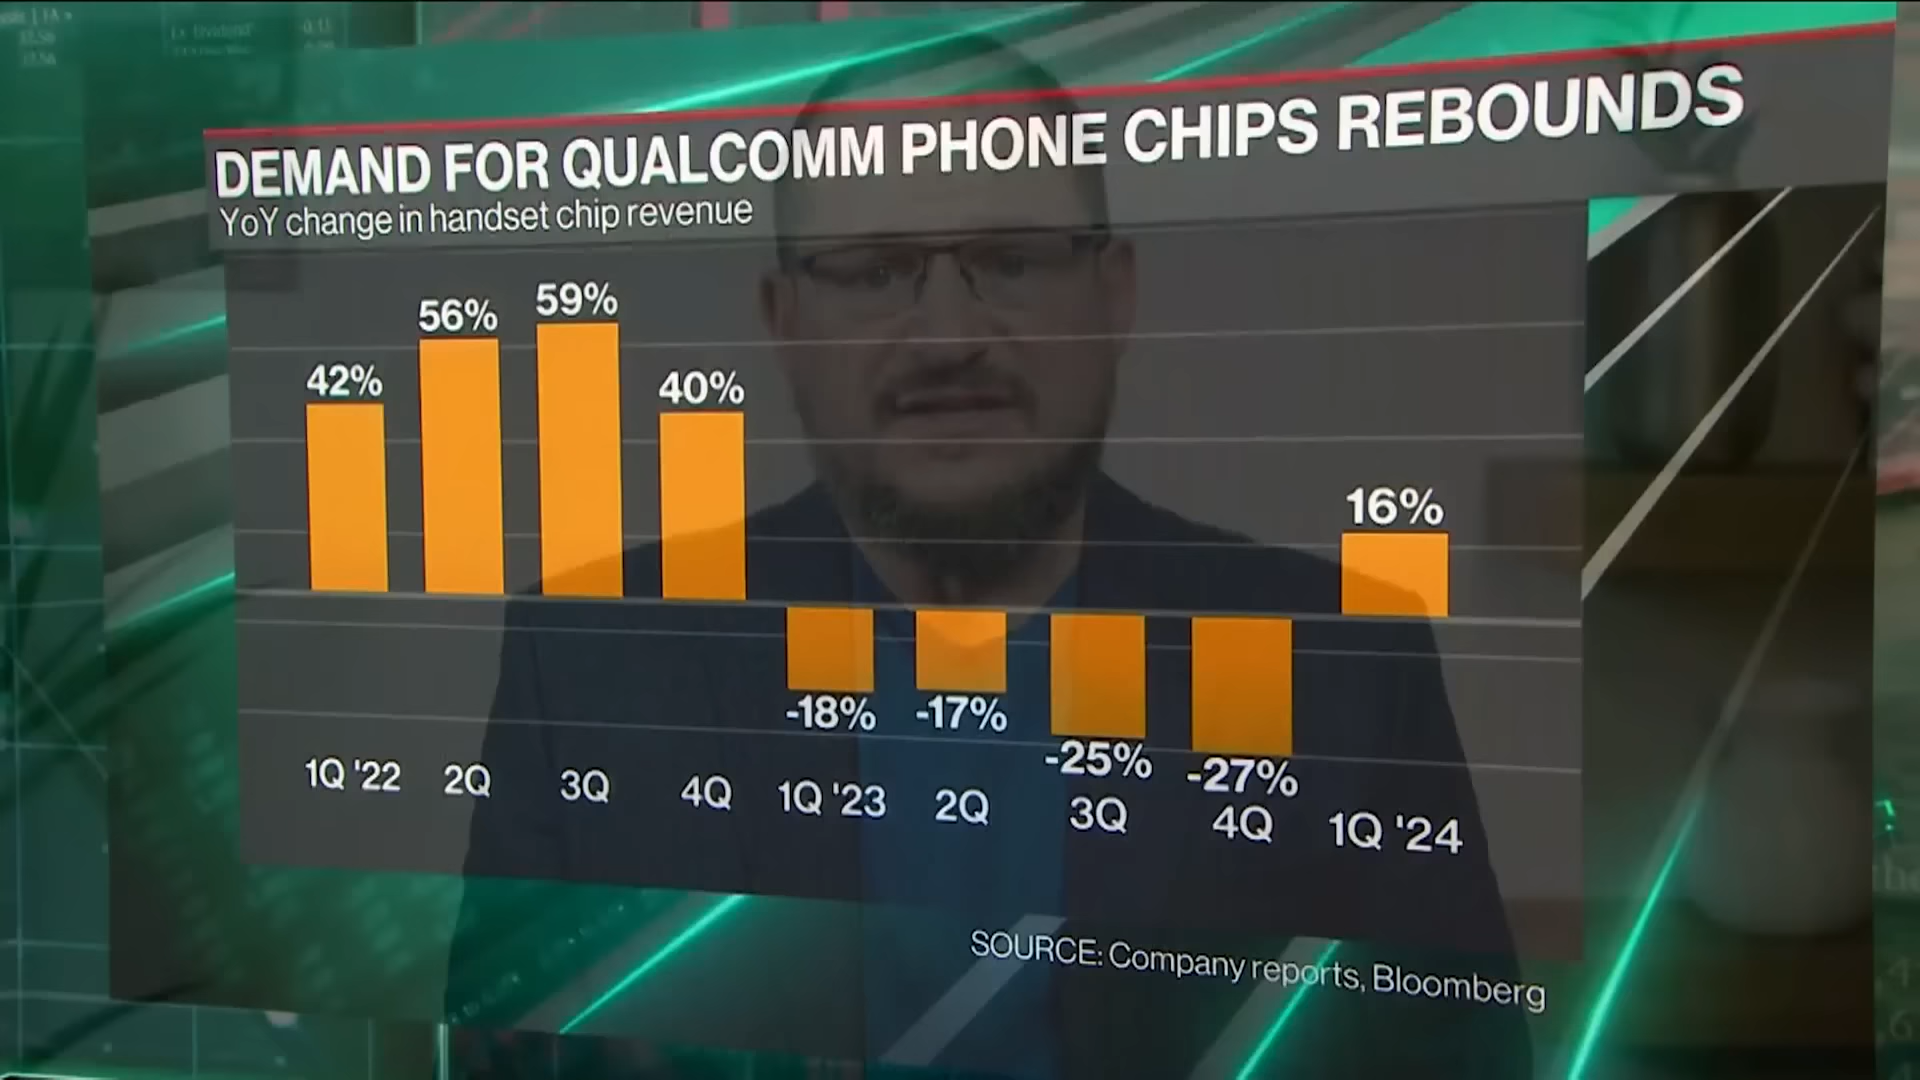 DEMAND FOR QUALCOMM PHONE CHIPS REBOUNDS
YoY change in handset chip revenue
42%
56%
59%
40%
-18%
-17%
-25%
-27%
16%
1Q '22
2Q
3Q
4Q
1Q '23
2Q
3Q
4Q
1Q '24
SOURCE: Company reports, Bloomberg